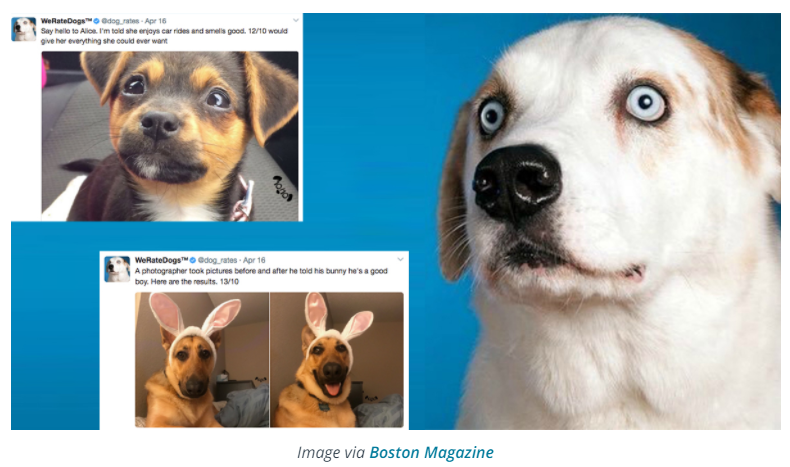 WeRateDogs™ @dog_rates · Apr 16
Say hello to Alice. I'm told she enjoys car rides and smells good. 12/10 would
give her everything she could ever want
WeRateDogs™ @dog_rates · Apr 16
A photographer took pictures before and after he told his bunny he's a good
boy. Here are the results. 13/10
Image via Boston Magazine